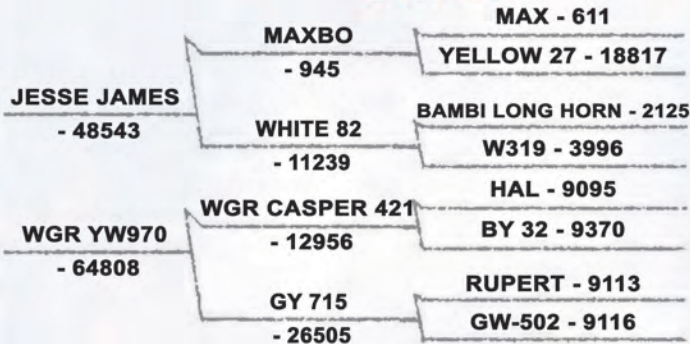 JESSE JAMES
- 48543
MAXBO
- 945
MAX - 611
YELLOW 27 - 18817
WHITE 82
- 11239
BAMBI LONG HORN - 2125
W319 - 3996
WGR YW970
- 64808
WGR CASPER 421
- 12956
HAL - 9095
BY 32 - 9370
GY 715
- 26505
RUPERT - 9113
GW-502 - 9116